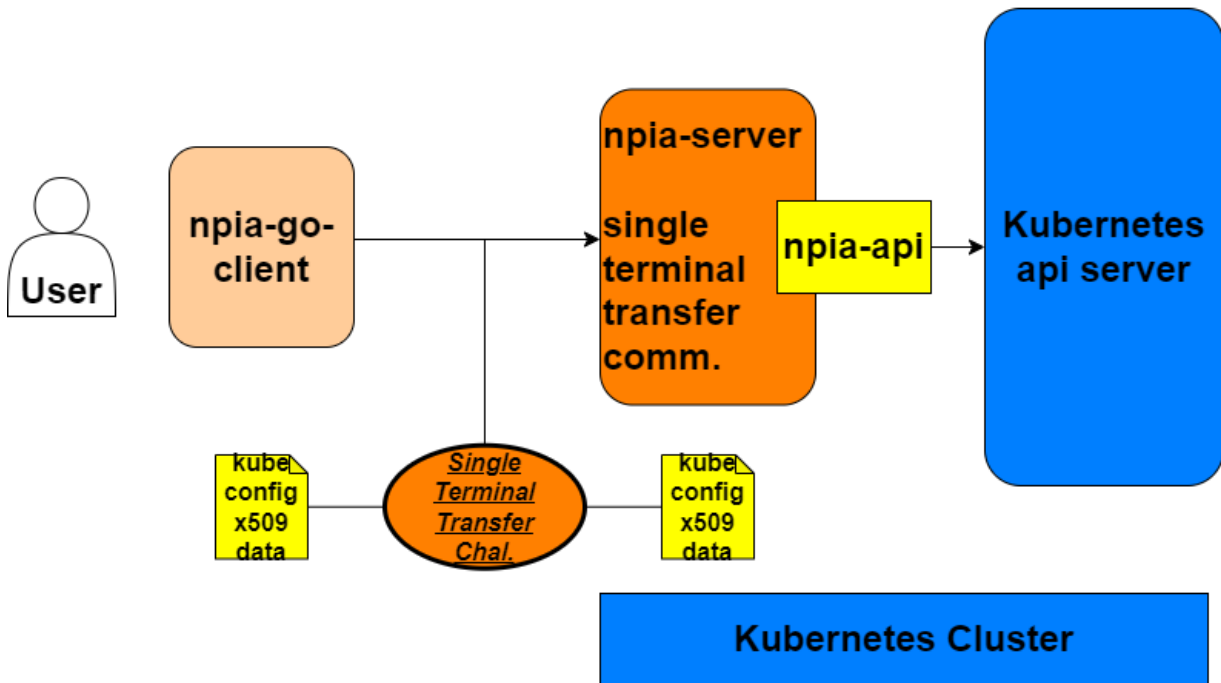 User
npia-go-
client
npia-server
single
terminal
transfer
comm.
npia-api
Kubernetes
api server
kube
config
x509
data
Single
Terminal
Transfer
Chal.
kube
config
x509
data
Kubernetes Cluster